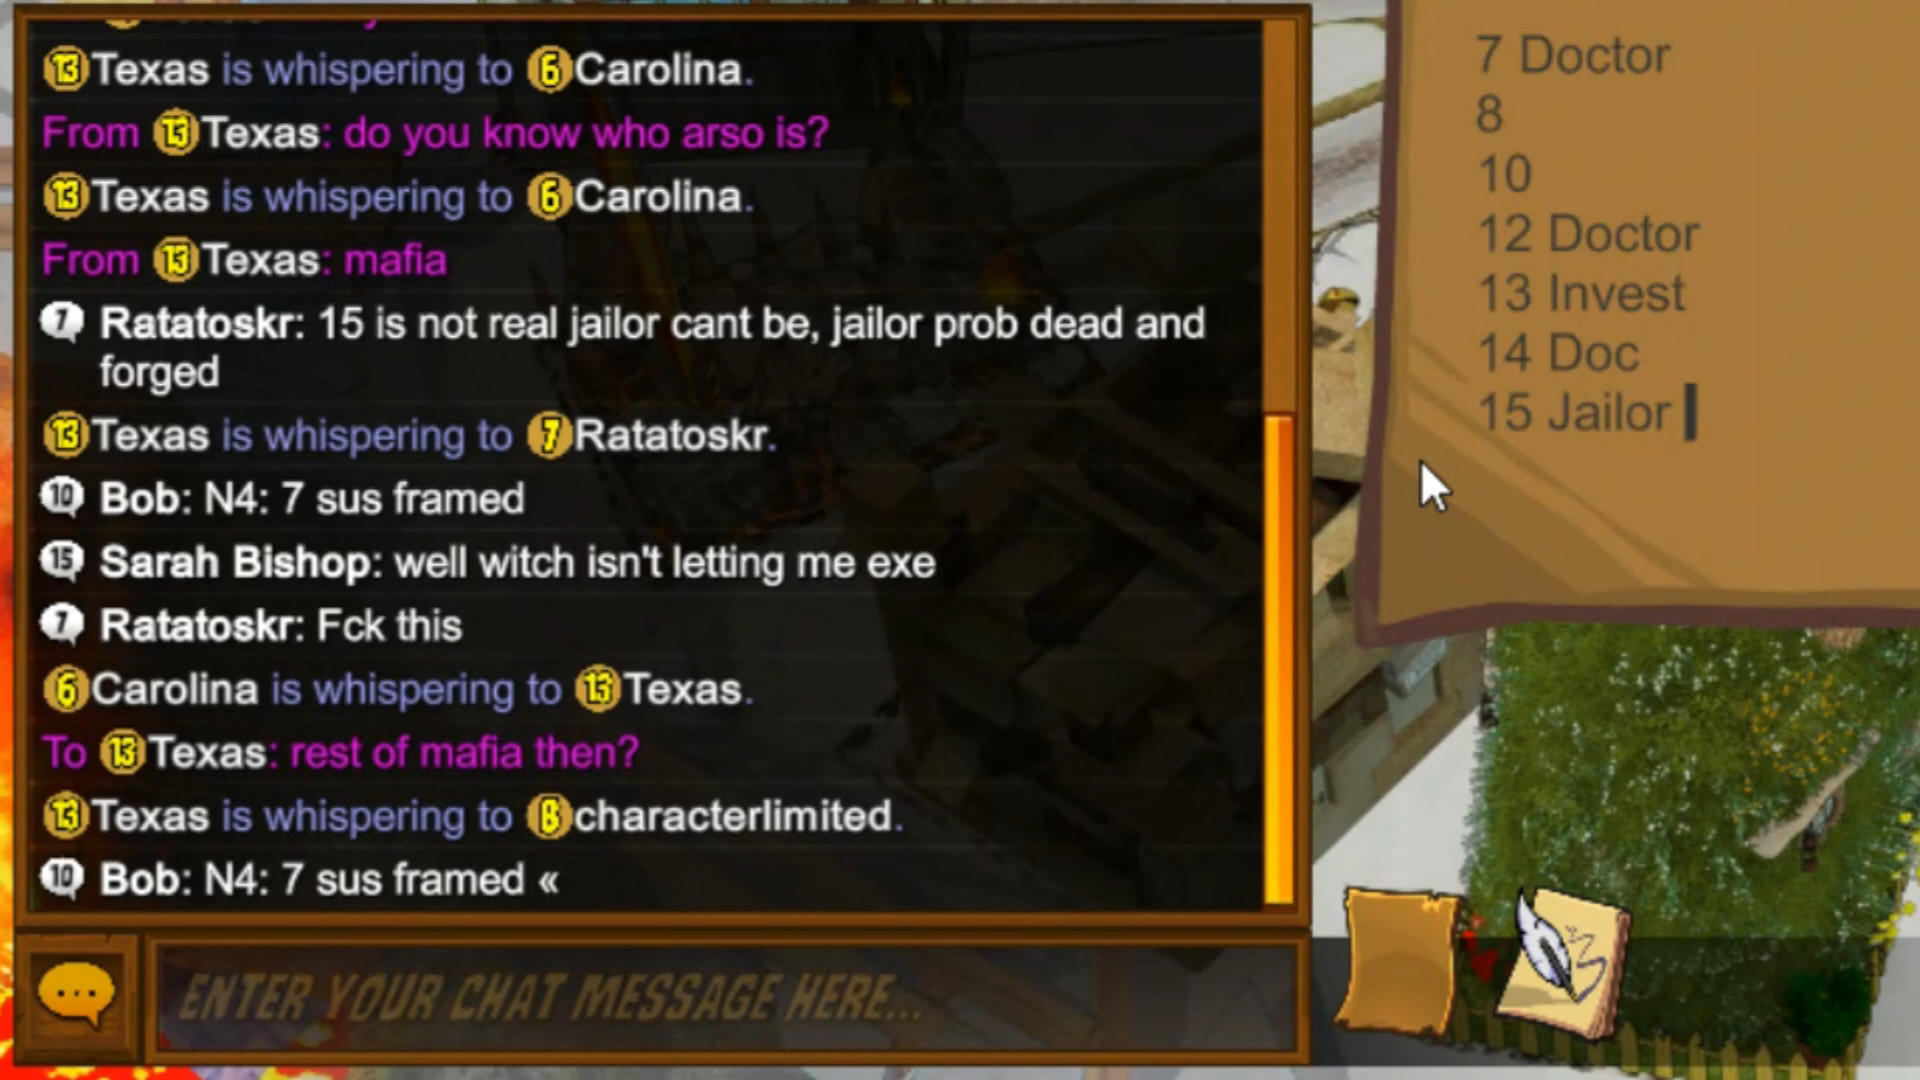 13 Texas is whispering to 6 Carolina.
From 13 Texas: do you know who arso is?
13 Texas is whispering to 6 Carolina.
From 13 Texas: mafia
7 Ratatoskr: 15 is not real jailor cant be, jailor prob dead and
forged
13 Texas is whispering to 7 Ratatoskr.
10 Bob: N4: 7 sus framed
15 Sarah Bishop: well witch isn't letting me exe
7 Ratatoskr: Fck this
6 Carolina is whispering to 13 Texas.
To 13 Texas: rest of mafia then?
13 Texas is whispering to 8 characterlimited.
10 Bob: N4: 7 sus framed «
ENTER YOUR CHAT MESSAGE HERE...
7 Doctor
8
10
12 Doctor
13 Invest
14 Doc
15 Jailor